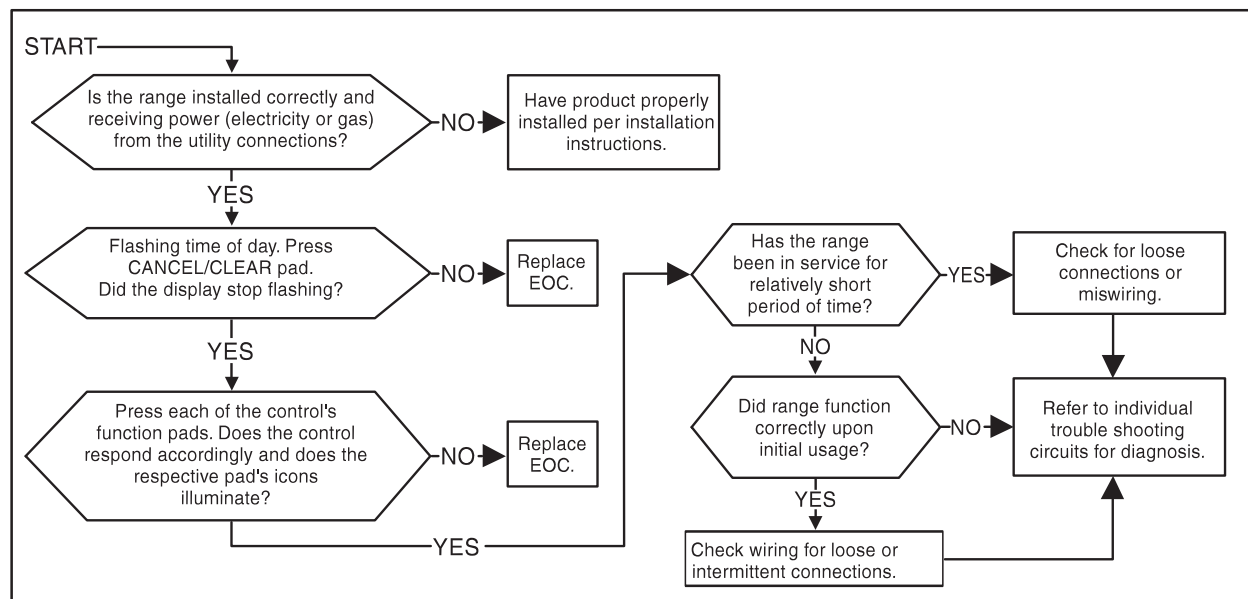 START
Is the range installed correctly and
receiving power (electricity or gas)
from the utility connections?
NO
Have product properly
installed per installation
instructions.
YES
Flashing time of day. Press
CANCEL/CLEAR pad.
Did the display stop flashing?
NO
Replace
EOC.
YES
Press each of the control's
function pads. Does the control
respond accordingly and does the
respective pad's icons
illuminate?
NO
Replace
EOC.
YES
Has the range
been in service for
relatively short
period of time?
YES
Check for loose
connections or
miswiring.
NO
Did range function
correctly upon
initial usage?
NO
Refer to individual
trouble shooting
circuits for diagnosis.
YES
Check wiring for loose or
intermittent connections.